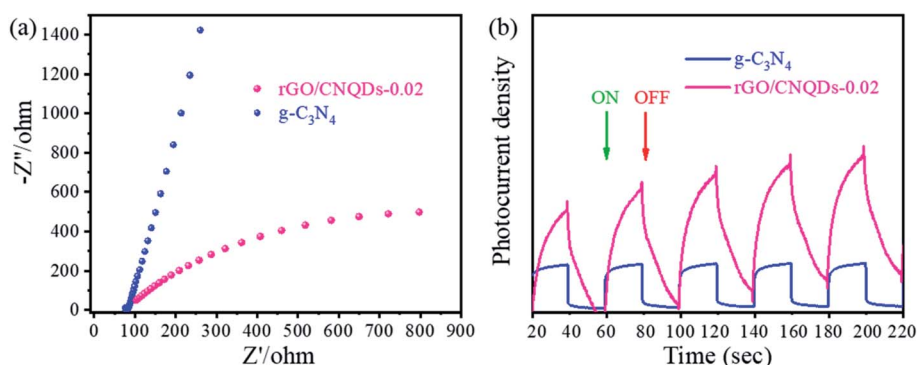 (a)
1400
1200
1000
800
600
400
200
0
-Z"/ohm
rGO/CNQDs-0.02
g-C₃N₄
0 100 200 300 400 500 600 700 800 900
Z'/ohm
(b)
Photocurrent density
g-C₃N₄
rGO/CNQDs-0.02
ON OFF
20 40 60 80 100 120 140 160 180 200 220
Time (sec)